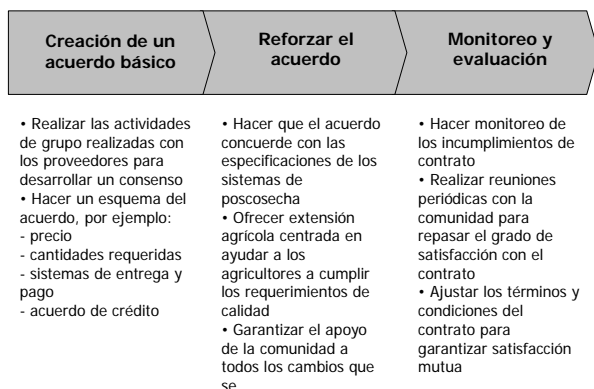 Creación de un
acuerdo básico
Reforzar el
acuerdo
Monitoreo y
evaluación
• Realizar las actividades
de grupo realizadas con
los proveedores para
desarrollar un consenso
• Hacer un esquema del
acuerdo, por ejemplo:
- precio
- cantidades requeridas
- sistemas de entrega y
pago
- acuerdo de crédito
• Hacer que el acuerdo
concuerde con las
especificaciones de los
sistemas de
poscosecha
• Ofrecer extensión
agrícola centrada en
ayudar a los
agricultores a cumplir
los requerimientos de
calidad
• Garantizar el apoyo
de la comunidad a
todos los cambios que
se
• Hacer monitoreo de
los incumplimientos de
contrato
• Realizar reuniones
periódicas con la
comunidad para
repasar el grado de
satisfacción con el
contrato
• Ajustar los términos y
condiciones del
contrato para
garantizar satisfacción
mutua